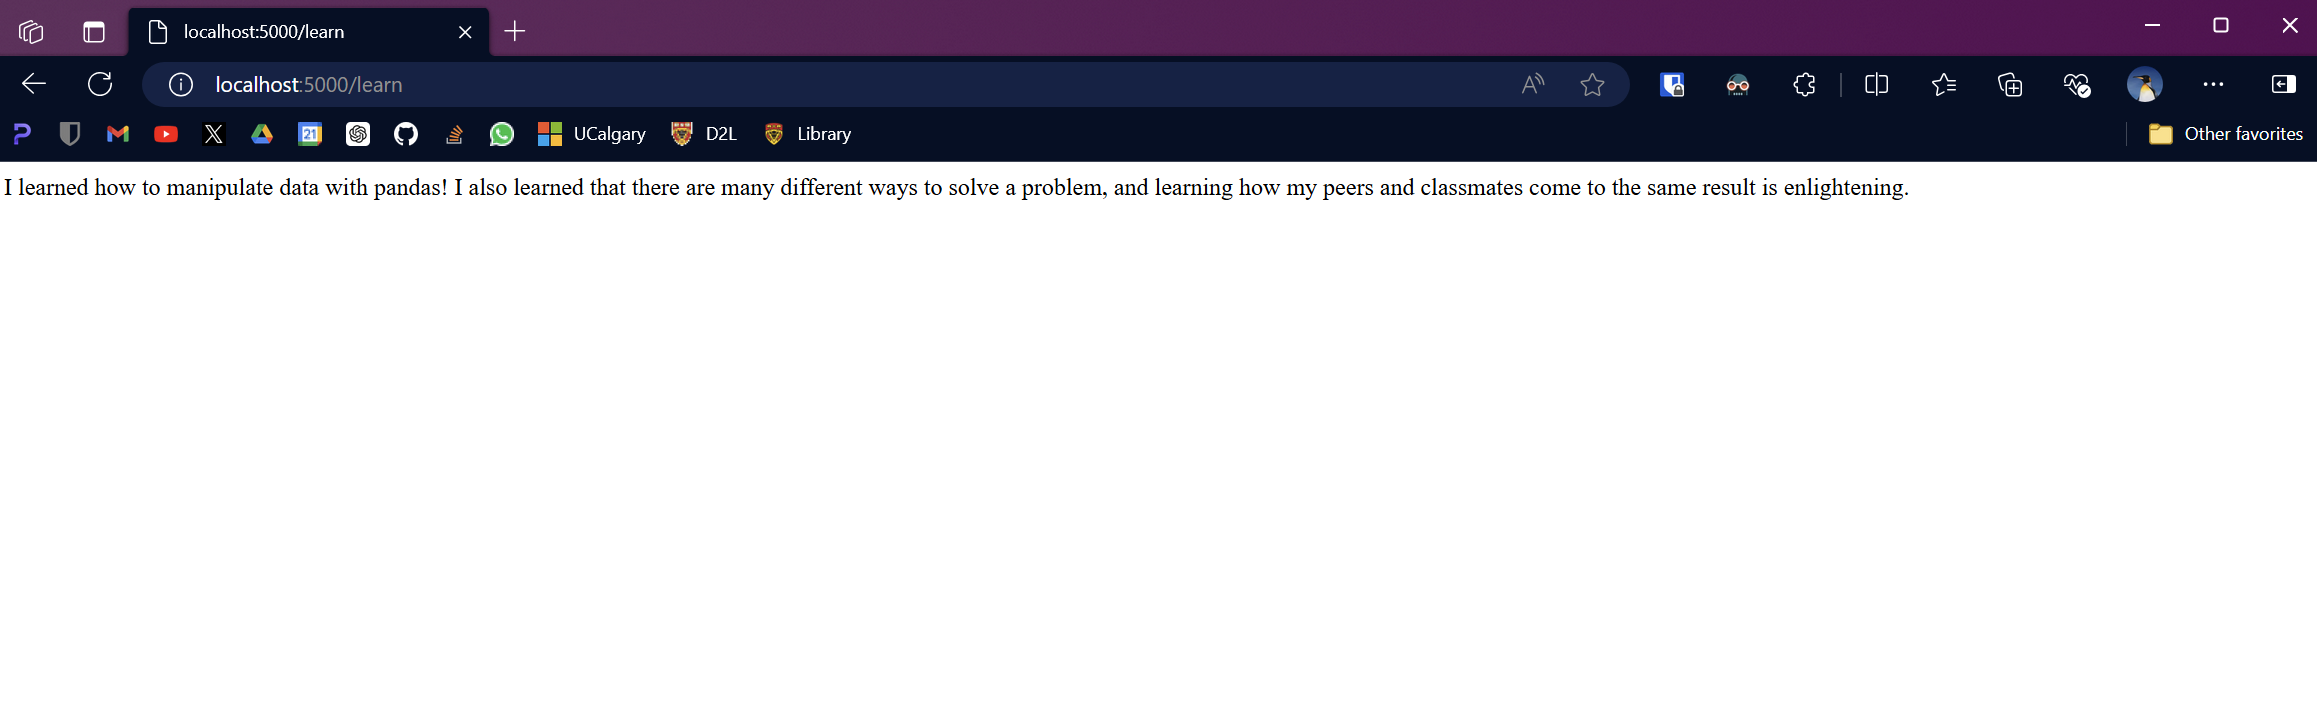 localhost:5000/learn
localhost:5000/learn
21 UCalgary D2L Library Other favorites
I learned how to manipulate data with pandas! I also learned that there are many different ways to solve a problem, and learning how my peers and classmates come to the same result is enlightening.